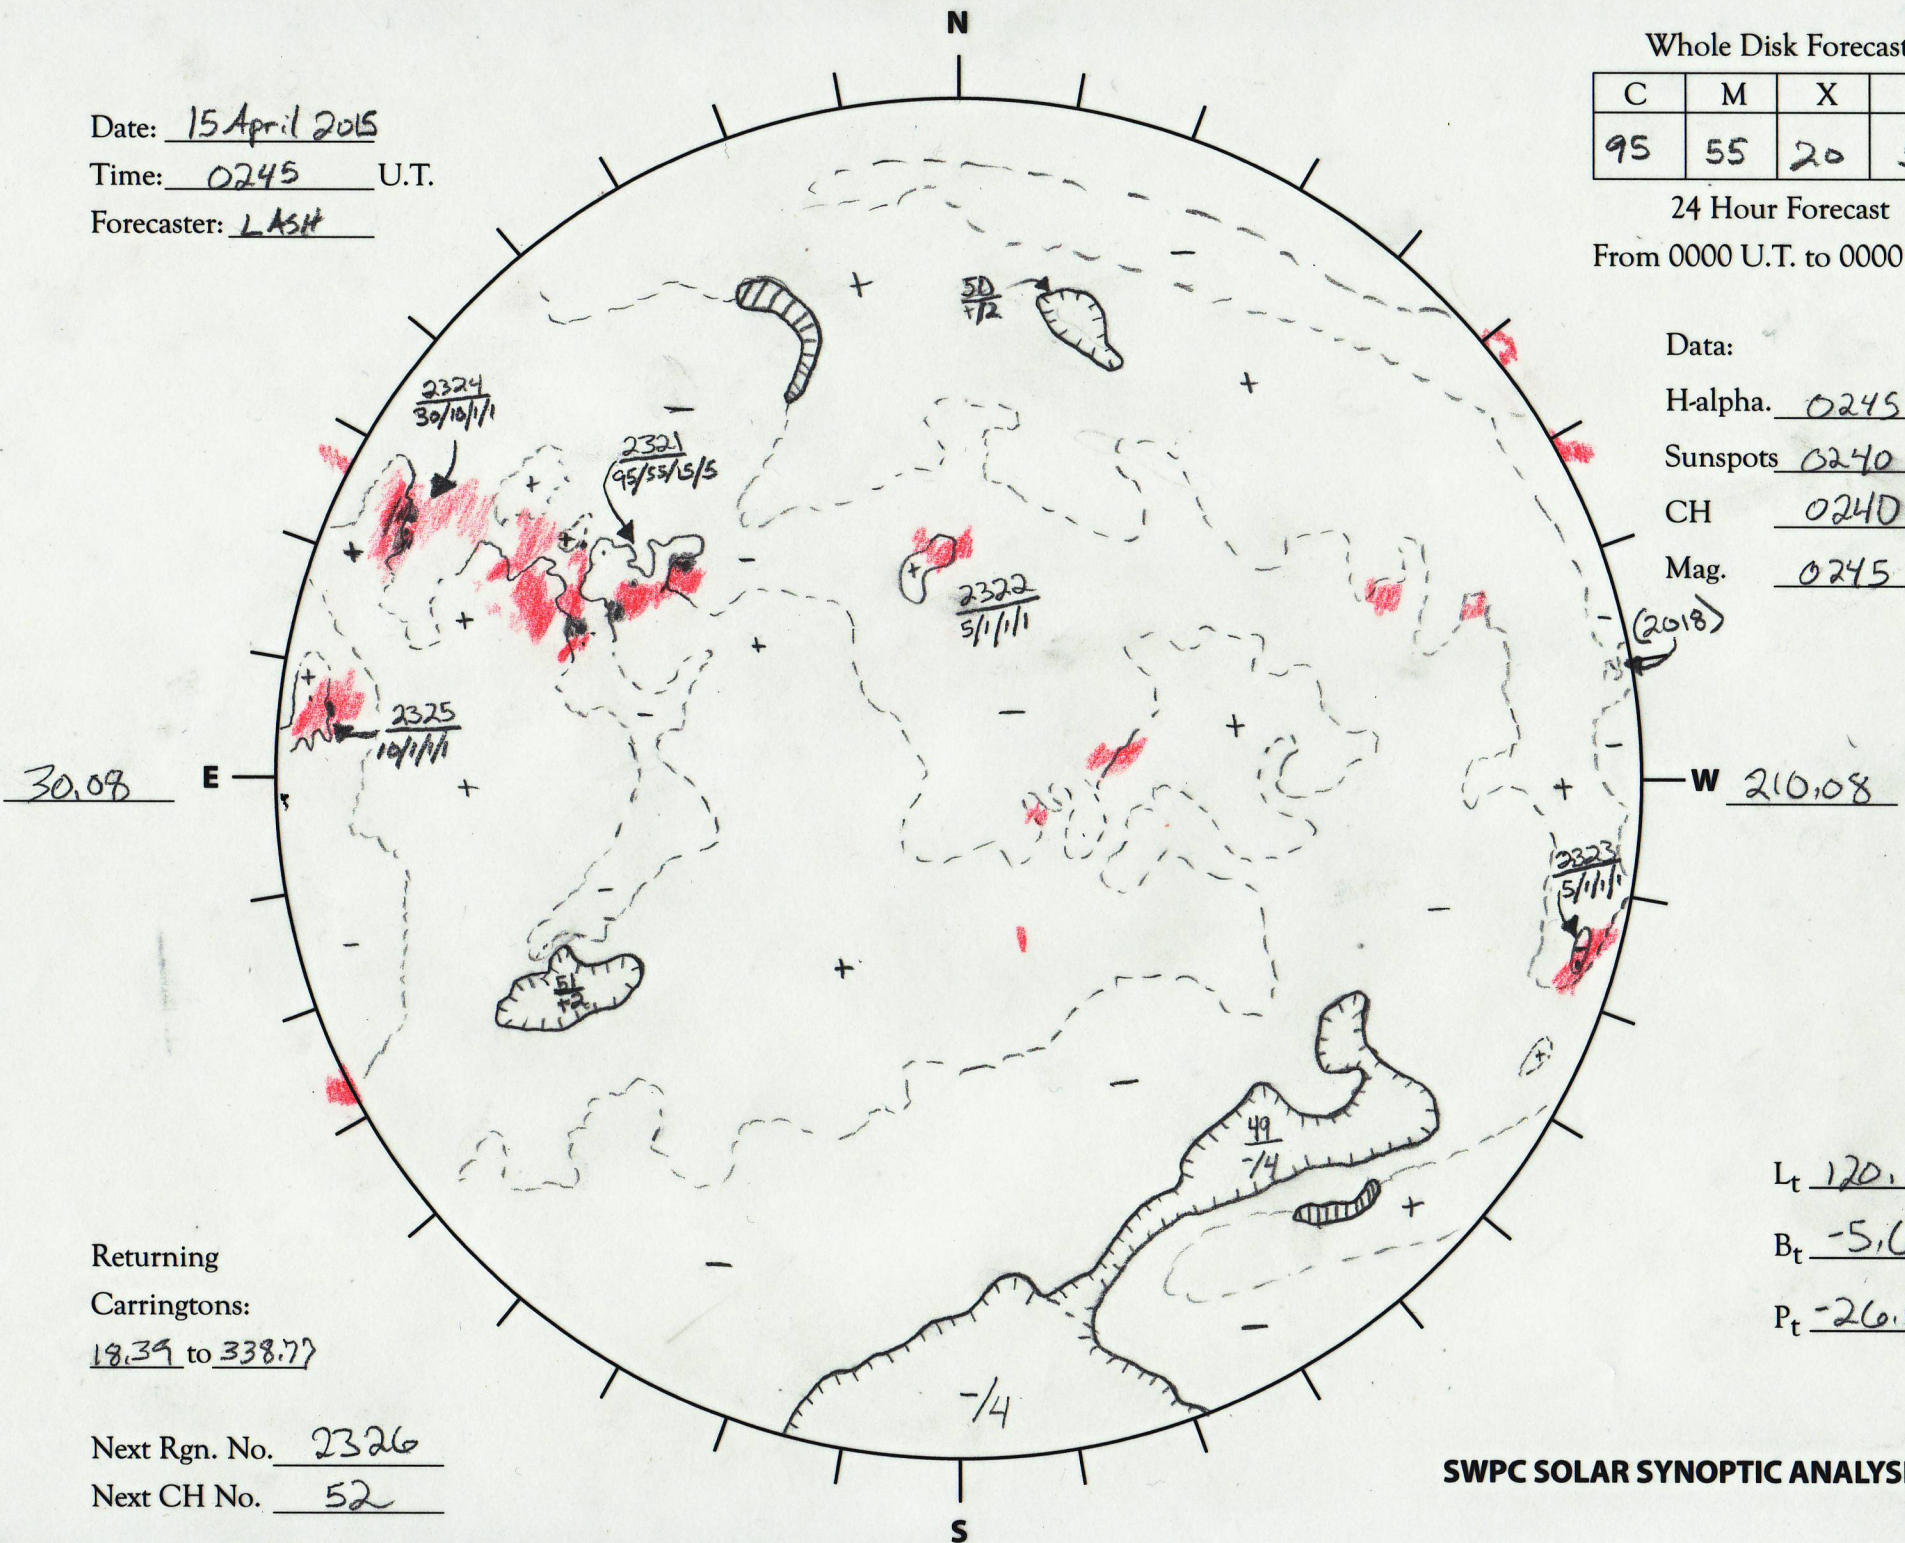 N
Whole Disk Forecast
C M X
95 55 20
24 Hour Forecast
From 0000 U.T. to 0000
Date: 15 April 2015
Time: 0245 U.T.
Forecaster: LASH
Data:
H-alpha. 0245
Sunspots 0240
CH 0240
Mag. 0245
50
+/2
2324
30/10/1/1
2321
95/55/15/5
2322
5/1/1/1
(2018)
2325
10/1/1/1
30.08 E
W 210.08
2323
5/1/1/1
51
+2
49
-/4
-/4
Lt 120.
Bt -5.
Pt -26.
Returning
Carringtons:
18.39 to 338.77
Next Rgn. No. 2326
Next CH No. 52
SWPC SOLAR SYNOPTIC ANALYS
S